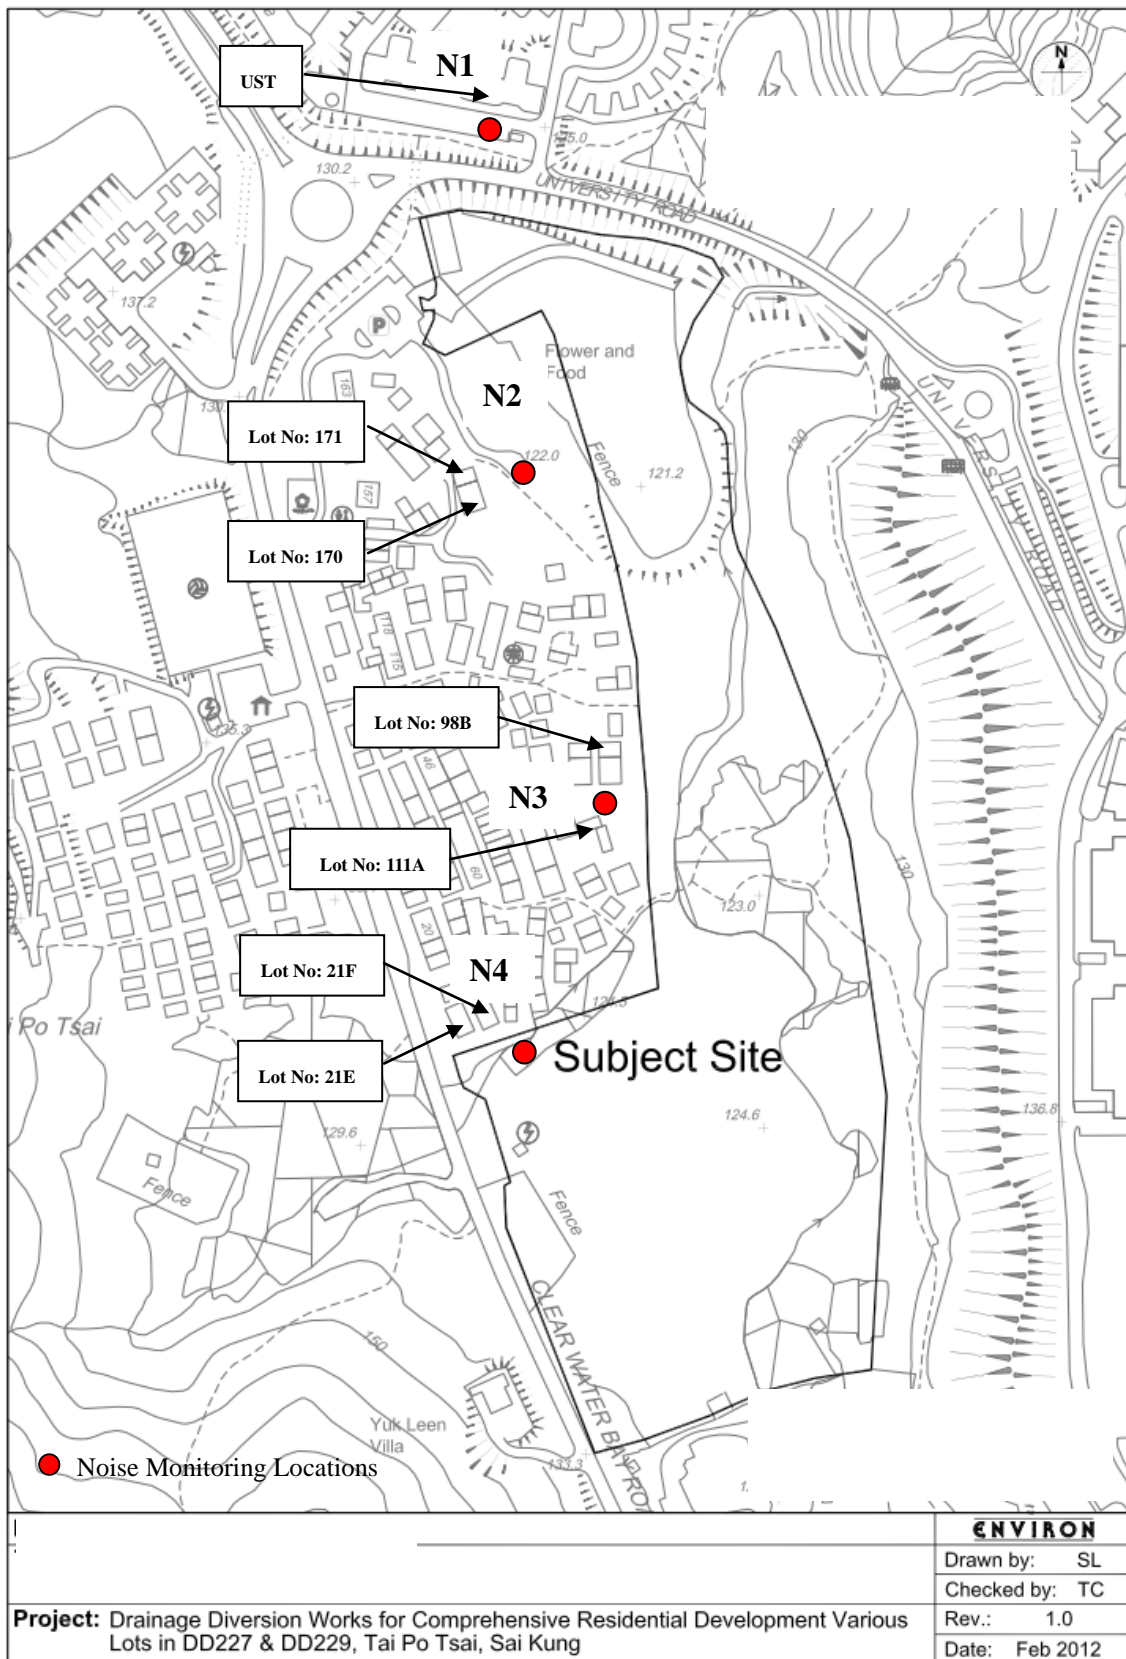 N
UST
N1
130.2
UNIVERSITY ROAD
137.2
P
Flower and
Food
N2
163
Lot No: 171
122.0
Fence
121.2
130
UNIVERSITY ROAD
157
Lot No: 170
118
115
135.3
Lot No: 98B
46
N3
Lot No: 111A
60
123.0
130
20
Lot No: 21F
N4
124.5
i Po Tsai
Subject Site
Lot No: 21E
124.6
136.8
129.6
Fence
Fence
CLEAR WATER BAY ROA
150
Yuk Leen
Villa
133.3
Noise Monitoring Locations
ENVIRON
Drawn by: SL
Checked by: TC
Project: Drainage Diversion Works for Comprehensive Residential Development Various
Lots in DD227 & DD229, Tai Po Tsai, Sai Kung
Rev.: 1.0
Date: Feb 2012